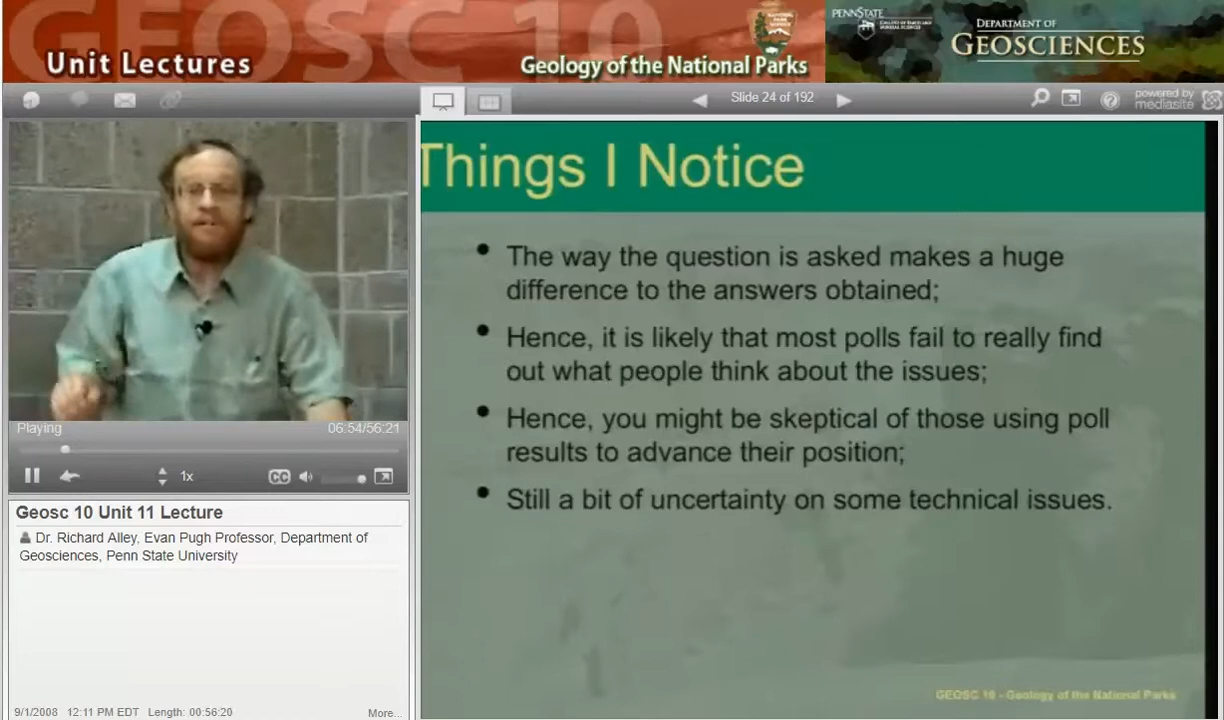 GEOSC 10
Unit Lectures
Geology of the National Parks
NATIONAL
PARK
SERVICE
PENNSTATE
DEPARTMENT OF
GEOSCIENCES
Slide 24 of 192
powered by
mediasite
Things I Notice
• The way the question is asked makes a huge
difference to the answers obtained;
• Hence, it is likely that most polls fail to really find
out what people think about the issues;
• Hence, you might be skeptical of those using poll
results to advance their position;
• Still a bit of uncertainty on some technical issues.
GEOSC 10 - Geology of the National Parks
Playing
06:54/56:21
1x
CC
Geosc 10 Unit 11 Lecture
Dr. Richard Alley, Evan Pugh Professor, Department of
Geosciences, Penn State University
9/1/2008 12:11 PM EDT Length: 00:56:20
More...